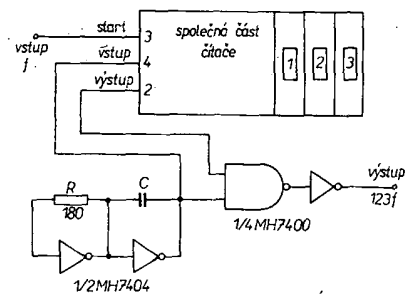 start
vstup
f
3
vstup
4
výstup
2
společná část
čítače
1 2 3
R
180
C
výstup
123f
1/4MH7400
1/2MH7404